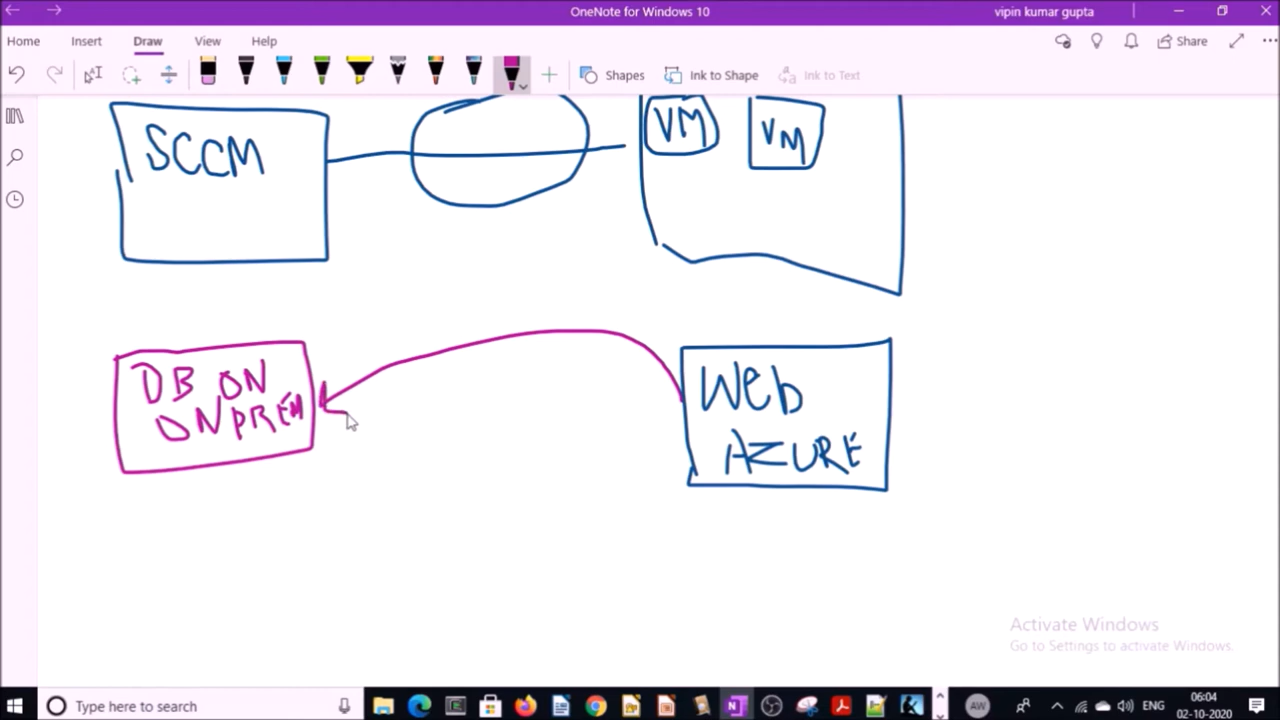 OneNote for Windows 10
vipin kumar gupta
Home Insert Draw View Help
Share
Shapes
Ink to Shape
Ink to Text
SCCM
VM
VM
DB ON
ONPREM
Web
AZURE
Activate Windows
Go to Settings to activate Windows.
Type here to search
AW
ENG
06:04
02-10-2020